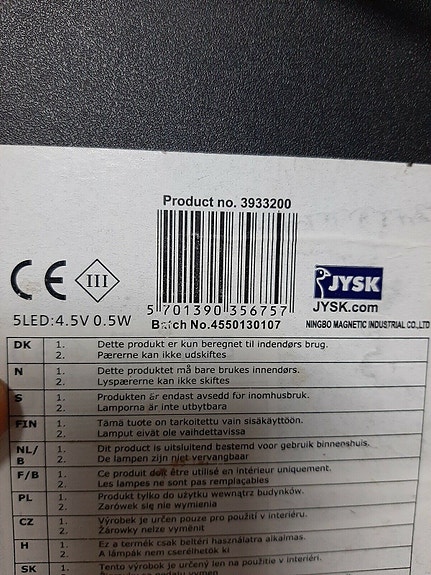 Product no. 3933200
CE III
5 701390 356757
JYSK
JYSK.com
5LED:4.5V 0.5W
Batch No.4550130107
NINGBO MAGNETIC INDUSTRIAL CO.,LTD
DK 1. Dette produkt er kun beregnet til indendørs brug.
2. Pærerne kan ikke udskiftes
N 1. Dette produktet må bare brukes innendørs.
2. Lyspærerne kan ikke skiftes
S 1. Produkten är endast avsedd för inomhusbruk.
2. Lamporna är inte utbytbara
FIN 1. Tämä tuote on tarkoitettu vain sisäkäyttöön.
2. Lamput eivät ole vaihdettavissa
NL/B 1. Dit product is uitsluitend bestemd voor gebruik binnenshuis.
2. De lampen zijn niet vervangbaar
F/B 1. Ce produit doit être utilisé en intérieur uniquement.
2. Les lampes ne sont pas remplaçables
PL 1. Produkt tylko do użytku wewnątrz budynków.
2. Żarówek się nie wymienia
CZ 1. Výrobek je určen pouze pro použití v interiéru.
2. Žárovky nelze vyměnit
H 1. Ez a termék csak beltéri használatra alkalmas.
2. A lámpák nem cserélhetők ki
SK 1. Tento výrobok je určený len na použitie v interiéri.